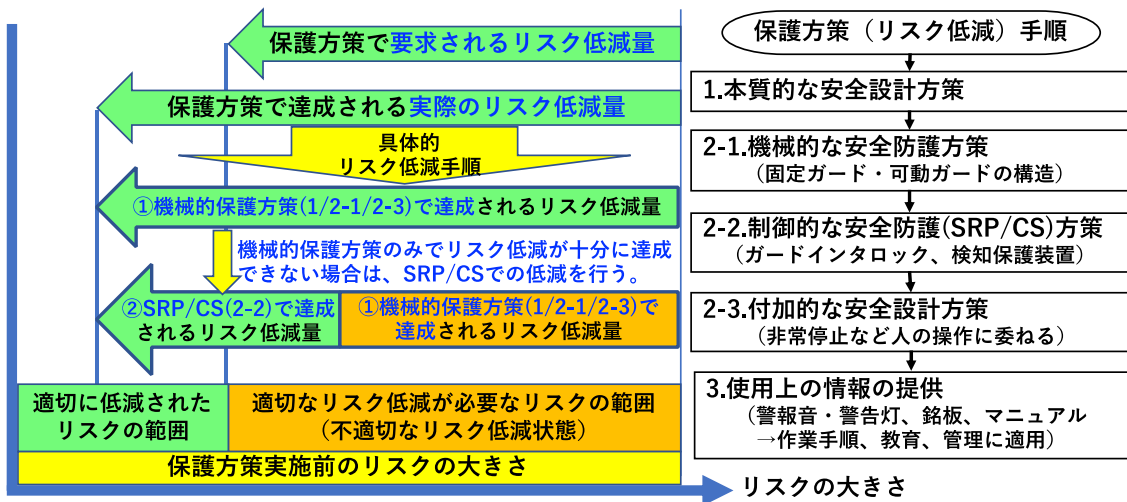 保護方策で要求されるリスク低減量
保護方策で達成される実際のリスク低減量
具体的
リスク低減手順
①機械的保護方策(1/2-1/2-3)で達成されるリスク低減量
機械的保護方策のみでリスク低減が十分に達成
できない場合は、SRP/CSでの低減を行う。
②SRP/CS(2-2)で達成
されるリスク低減量
①機械的保護方策(1/2-1/2-3)で
達成されるリスク低減量
適切に低減された
リスクの範囲
適切なリスク低減が必要なリスクの範囲
（不適切なリスク低減状態）
保護方策実施前のリスクの大きさ
リスクの大きさ
保護方策（リスク低減）手順
1.本質的な安全設計方策
2-1.機械的な安全防護方策
（固定ガード・可動ガードの構造）
2-2.制御的な安全防護(SRP/CS)方策
（ガードインタロック、検知保護装置）
2-3.付加的な安全設計方策
（非常停止など人の操作に委ねる）
3.使用上の情報の提供
（警報音・警告灯、銘板、マニュアル
→作業手順、教育、管理に適用）